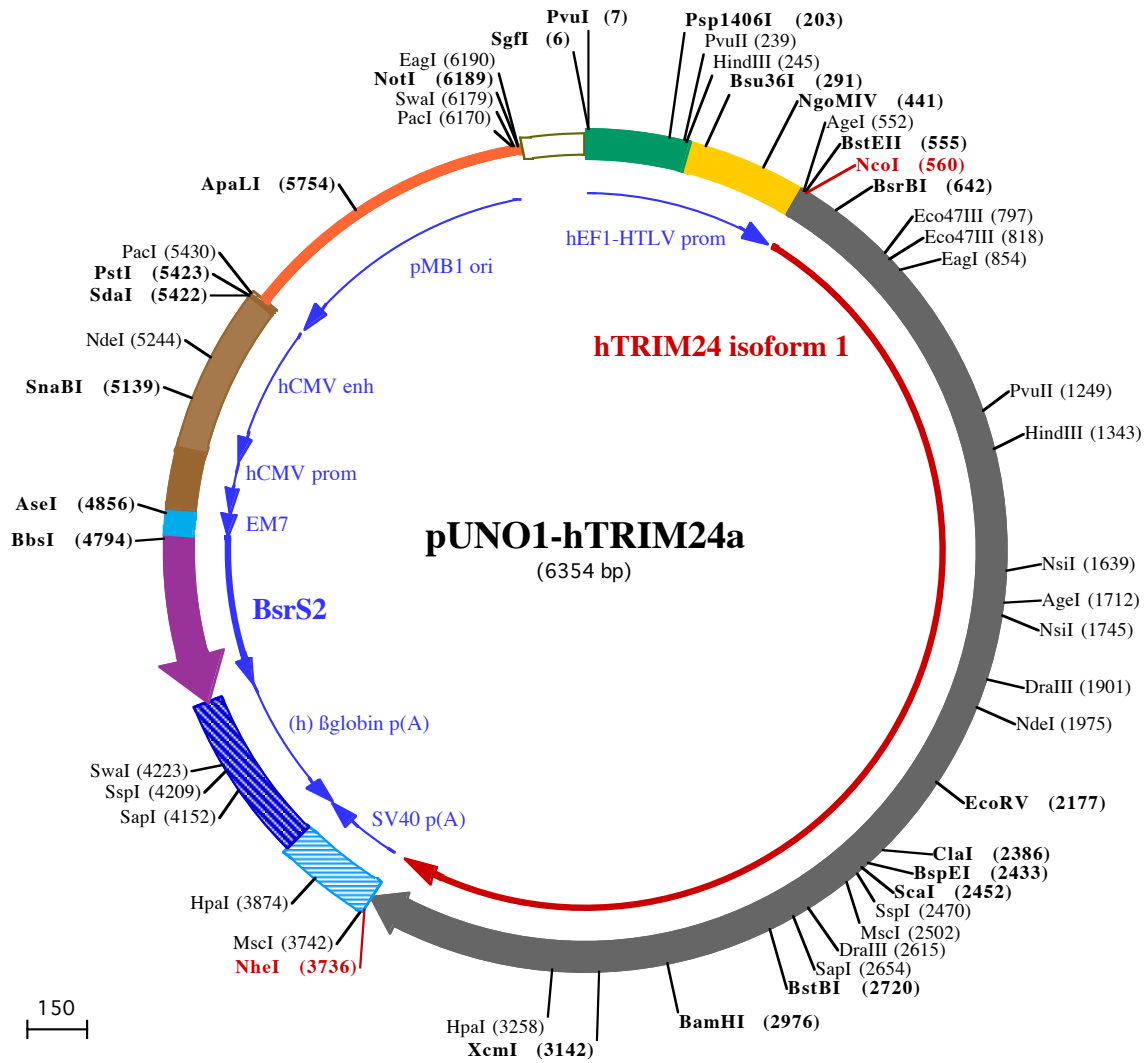 PvuI (7)
SgfI (6)
Psp1406I (203)
PvuII (239)
HindIII (245)
Bsu36I (291)
NgoMIV (441)
AgeI (552)
BstEII (555)
NcoI (560)
BsrBI (642)
Eco47III (797)
Eco47III (818)
EagI (854)
PvuII (1249)
HindIII (1343)
NsiI (1639)
AgeI (1712)
NsiI (1745)
DraIII (1901)
NdeI (1975)
EcoRV (2177)
ClaI (2386)
BspEI (2433)
ScaI (2452)
SspI (2470)
MscI (2502)
DraIII (2615)
SapI (2654)
BstBI (2720)
BamHI (2976)
XcmI (3142)
HpaI (3258)
NheI (3736)
MscI (3742)
HpaI (3874)
SapI (4152)
SspI (4209)
SwaI (4223)
BbsI (4794)
AseI (4856)
SnaBI (5139)
NdeI (5244)
SdaI (5422)
PstI (5423)
PacI (5430)
ApaLI (5754)
PacI (6170)
SwaI (6179)
NotI (6189)
EagI (6190)
hEF1-HTLV prom
hTRIM24 isoform 1
pMB1 ori
hCMV enh
hCMV prom
EM7
BsrS2
(h) ßglobin p(A)
SV40 p(A)
pUNO1-hTRIM24a
(6354 bp)
150